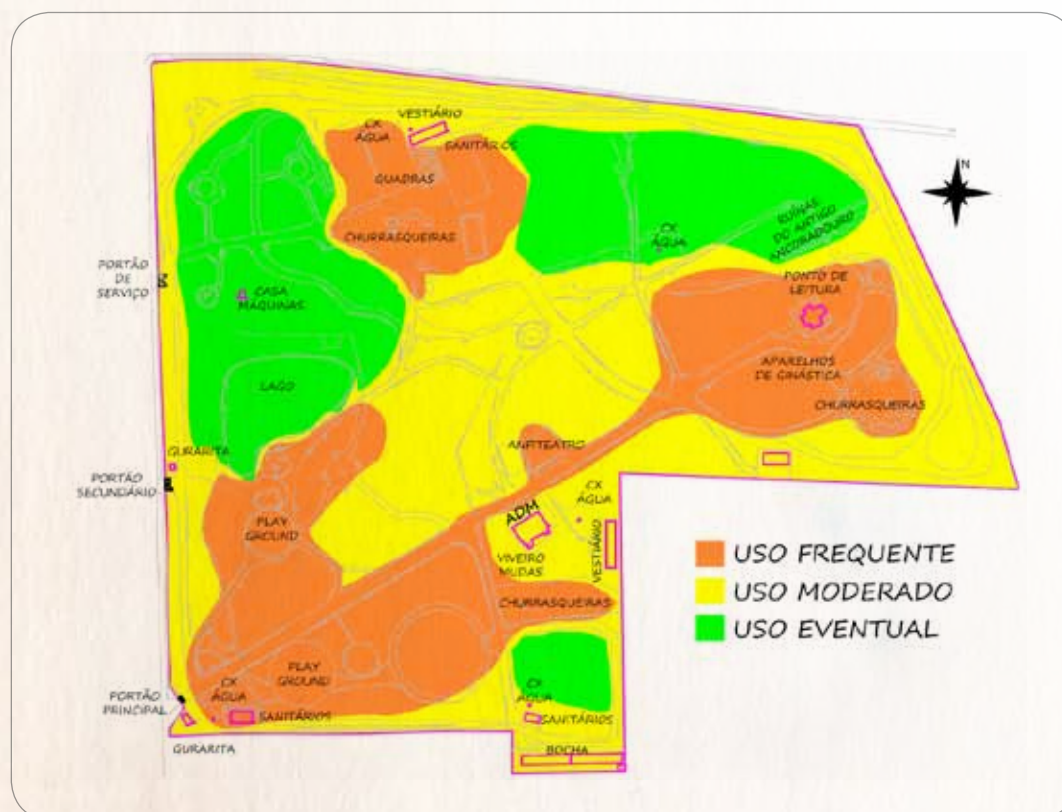 VESTIÁRIO
CX
ÁGUA
SANITÁRIOS
QUADRAS
CHURRASQUEIRAS
N
RUÍNAS
DO ANTIGO
ANCORADOURO
CX
ÁGUA
PORTÃO
DE
SERVIÇO
CASA
MÁQUINAS
PONTO DE
LEITURA
APARELHOS
DE GINÁSTICA
CHURRASQUEIRAS
LAGO
GURARITA
PORTÃO
SECUNDÁRIO
ANFITEATRO
CX
ÁGUA
ADM
PLAY
GROUND
VIVEIRO
MUDAS
VESTIÁRIO
CHURRASQUEIRAS
USO FREQUENTE
USO MODERADO
USO EVENTUAL
PLAY
GROUND
PORTÃO
PRINCIPAL
CX
ÁGUA
SANITÁRIOS
CX
ÁGUA
SANITÁRIOS
GURARITA
BOCHA